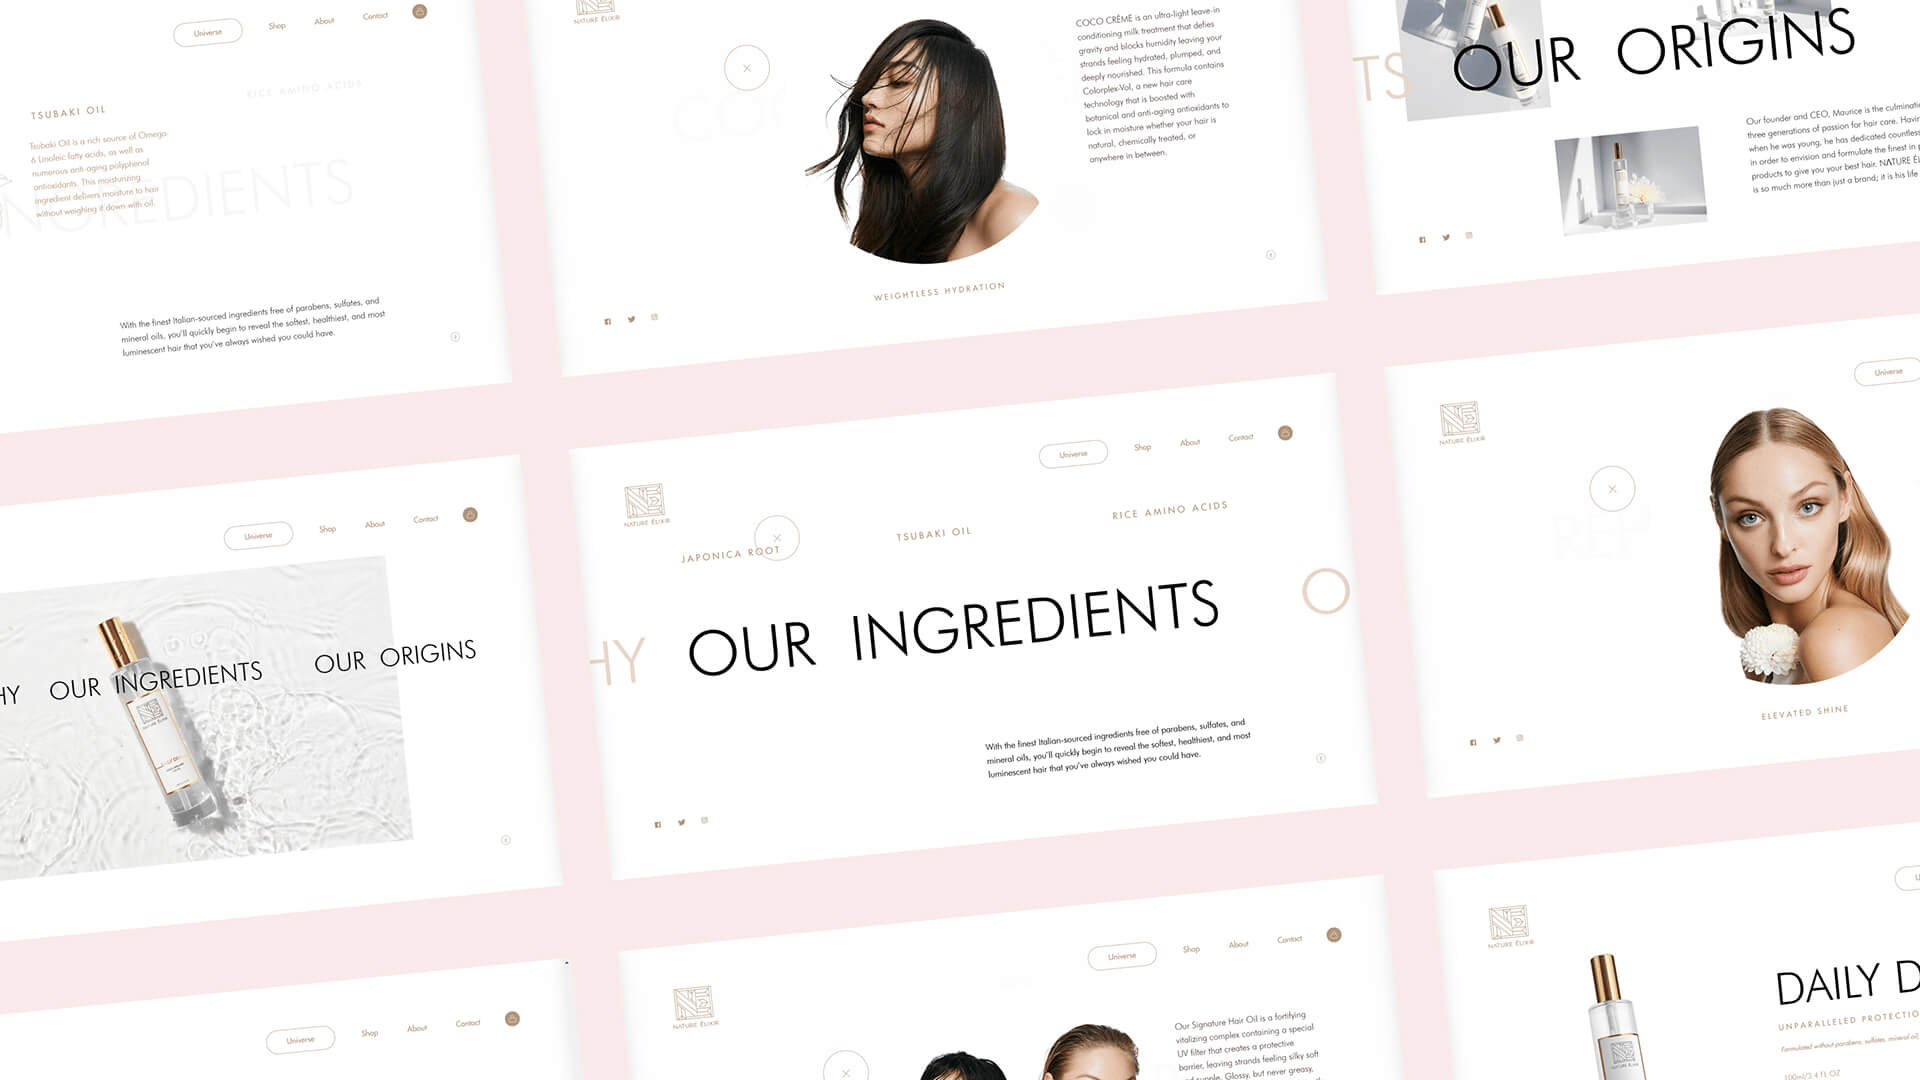 Universe
Shop
About
Contact
RICE AMINO ACIDS
TSUBAKI OIL
Tsubaki Oil is a rich source of Omega-
6 Linoleic fatty acids, as well as
numerous anti-aging polyphenol
antioxidants. This moisturizing
ingredient delivers moisture to hair
without weighing it down with oil.
INGREDIENTS
With the finest Italian-sourced ingredients free of parabens, sulfates, and
mineral oils, you'll quickly begin to reveal the softest, healthiest, and most
luminescent hair that you've always wished you could have.
NATURE ÉLIXIR
COC
COCO CRÈME is an ultra-light leave-in
conditioning milk treatment that defies
gravity and blocks humidity leaving your
strands feeling hydrated, plumped, and
deeply nourished. This formula contains
Colorplex-Vol, a new hair care
technology that is boosted with
botanical and anti-aging antioxidants to
lock in moisture whether your hair is
natural, chemically treated, or
anywhere in between.
WEIGHTLESS HYDRATION
TS
OUR ORIGINS
Our founder and CEO, Maurice is the culminati
three generations of passion for hair care. Havin
when he was young, he has dedicated countless
in order to envision and formulate the finest in p
products to give you your best hair. NATURE ÉL
is so much more than just a brand; it is his life
Universe
Shop
About
Contact
HY OUR INGREDIENTS OUR ORIGINS
NATURE ÉLIXIR
Universe
Shop
About
Contact
NE
NATURE ÉLIXIR
JAPONICA ROOT
TSUBAKI OIL
RICE AMINO ACIDS
HY OUR INGREDIENTS
With the finest Italian-sourced ingredients free of parabens, sulfates, and
mineral oils, you'll quickly begin to reveal the softest, healthiest, and most
luminescent hair that you've always wished you could have.
Universe
NE
NATURE ÉLIXIR
REP
ELEVATED SHINE
Universe
Shop
About
Contact
Universe
Shop
About
Contact
NE
NATURE ÉLIXIR
Our Signature Hair Oil is a fortifying
vitalizing complex containing a special
UV filter that creates a protective
barrier, leaving strands feeling silky soft
and supple. Glossy, but never greasy,
U
NE
NATURE ÉLIXIR
DAILY D
UNPARALLELED PROTECTIO
Formulated without parabens, sulfates, mineral oil,
100ml/3.4 FL OZ
NATURE ÉLIXIR